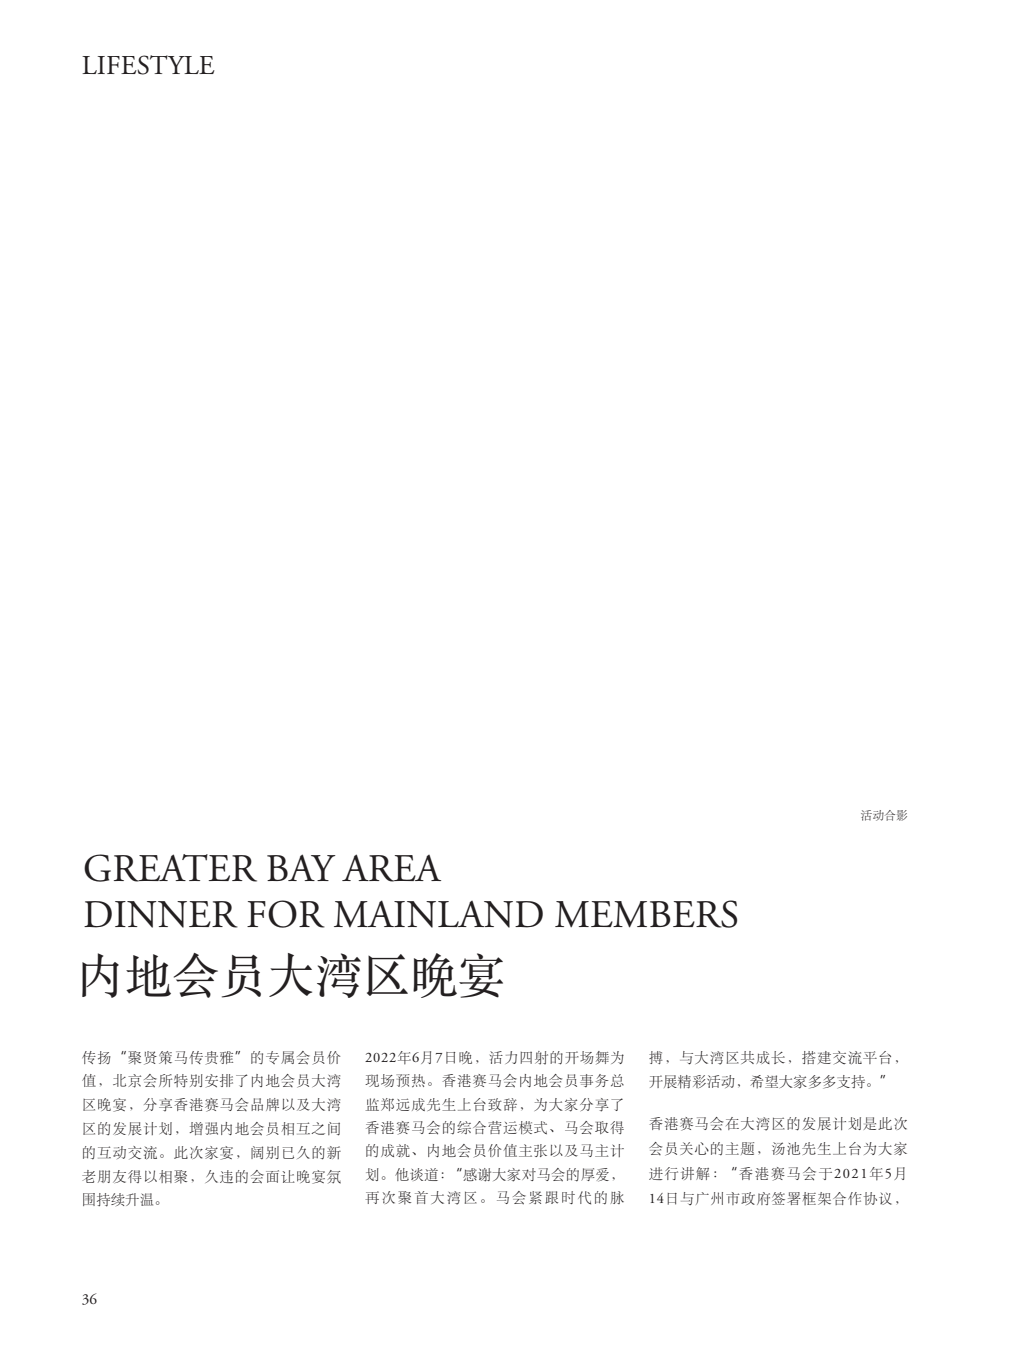 LIFESTYLE
活动合影
GREATER BAY AREA
DINNER FOR MAINLAND MEMBERS
内地会员大湾区晚宴
传扬“聚贤策马传贵雅”的专属会员价
值，北京会所特别安排了内地会员大湾
区晚宴，分享香港赛马会品牌以及大湾
区的发展计划，增强内地会员相互之间
的互动交流。此次家宴，阔别已久的新
老朋友得以相聚，久违的会面让晚宴氛
围持续升温。
2022年6月7日晚，活力四射的开场舞为
现场预热。香港赛马会内地会员事务总
监郑远成先生上台致辞，为大家分享了
香港赛马会的综合营运模式、马会取得
的成就、内地会员价值主张以及马主计
划。他谈道：“感谢大家对马会的厚爱，
再次聚首大湾区。马会紧跟时代的脉
搏，与大湾区共成长，搭建交流平台，
开展精彩活动，希望大家多多支持。”
香港赛马会在大湾区的发展计划是此次
会员关心的主题，汤池先生上台为大家
进行讲解：“香港赛马会于2021年5月
14日与广州市政府签署框架合作协议，
36